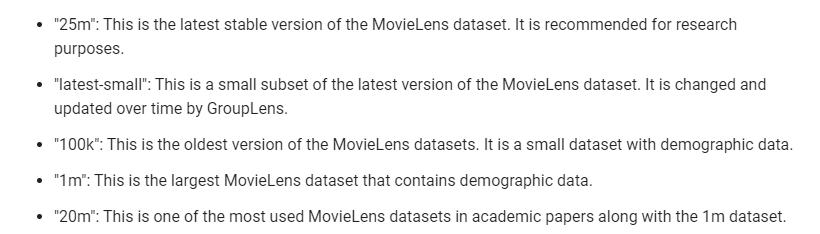 • "25m": This is the latest stable version of the MovieLens dataset. It is recommended for research
purposes.
• "latest-small": This is a small subset of the latest version of the MovieLens dataset. It is changed and
updated over time by GroupLens.
• "100k": This is the oldest version of the MovieLens datasets. It is a small dataset with demographic data.
• "1m": This is the largest MovieLens dataset that contains demographic data.
• "20m": This is one of the most used MovieLens datasets in academic papers along with the 1m dataset.